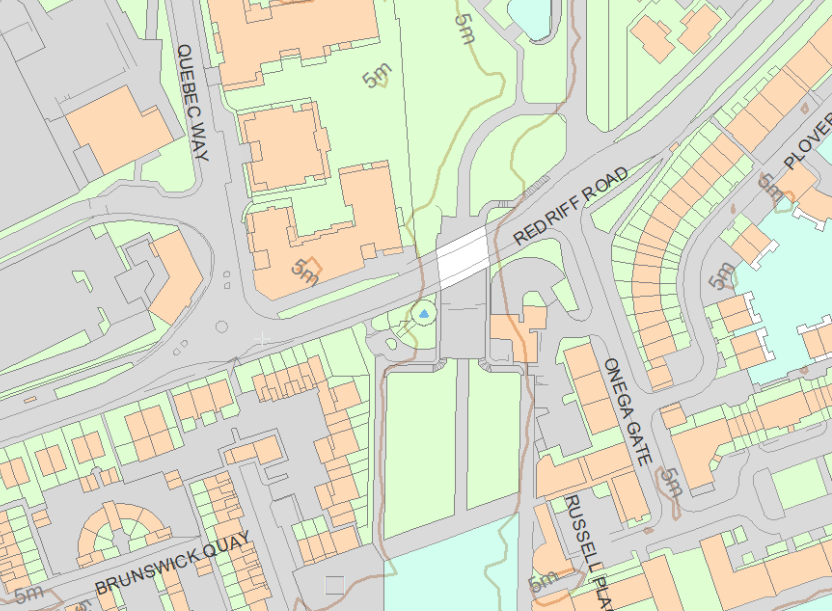 5m
5m
QUEBEC WAY
PLOVER
5m
REDRIFF ROAD
5m
5m
ONEGA GATE
5m
RUSSELL PLA
BRUNSWICK QUAY
5m
5m
5m